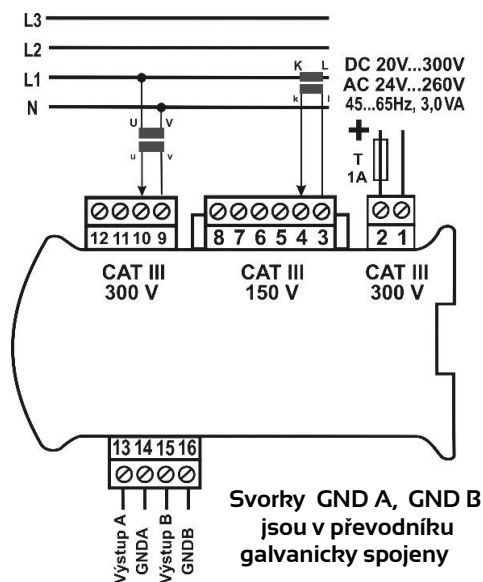 L3
L2
L1
N
K L
k l
DC 20V...300V
AC 24V...260V
45...65Hz, 3,0VA
U V
u v
+
T
1A
12 11 10 9
8 7 6 5 4 3
2 1
CAT III
300 V
CAT III
150 V
CAT III
300 V
13 14 15 16
Výstup A
GNDA
Výstup B
GNDB
Svorky GND A, GND B
jsou v převodníku
galvanicky spojeny